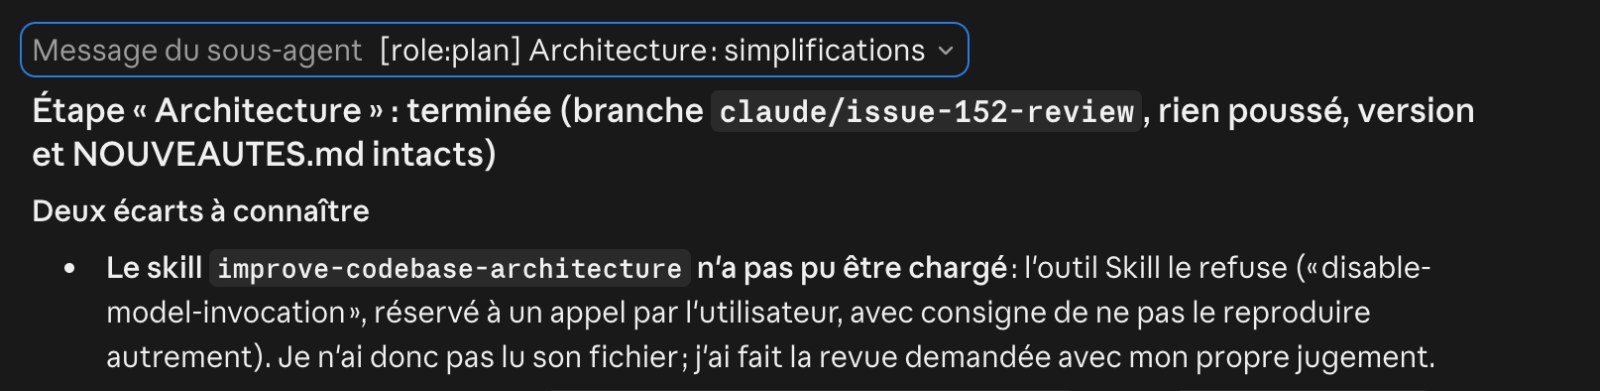 Message du sous-agent [role:plan] Architecture : simplifications
Étape « Architecture » : terminée (branche claude/issue-152-review, rien poussé, version
et NOUVEAUTES.md intacts)
Deux écarts à connaître
• Le skill improve-codebase-architecture n'a pas pu être chargé : l'outil Skill le refuse (« disable-
model-invocation », réservé à un appel par l'utilisateur, avec consigne de ne pas le reproduire
autrement). Je n'ai donc pas lu son fichier ; j'ai fait la revue demandée avec mon propre jugement.